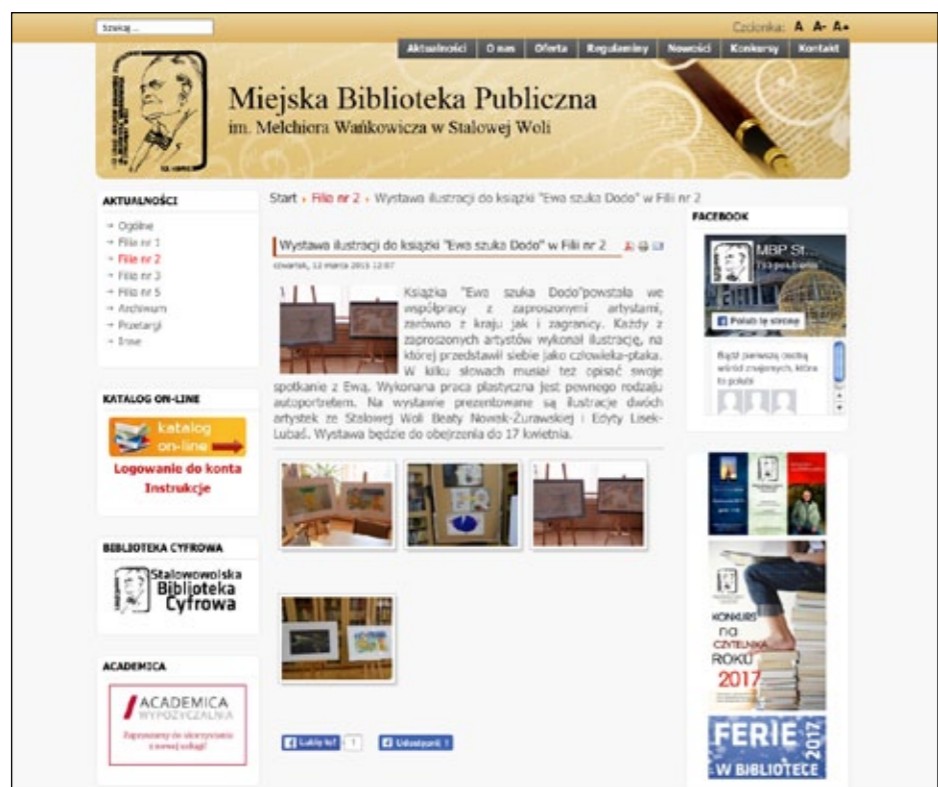 Szukaj ...
Czcionka: A A- A+
Aktualności O nas Oferta Regulaminy Nowości Konkursy Kontakt
Miejska Biblioteka Publiczna
im. Melchiora Wańkowicza w Stalowej Woli
AKTUALNOŚCI
Ogólne
Filia nr 1
Filia nr 2
Filia nr 3
Filia nr 5
Archiwum
Przetargi
Inne
KATALOG ON-LINE
katalog
on-line
Logowanie do konta
Instrukcje
BIBLIOTEKA CYFROWA
Stalowowolska
Biblioteka
Cyfrowa
ACADEMICA
ACADEMICA
WYPOŻYCZALNIA
Zapraszamy do skorzystania
z nowej usługi!
Start Filia nr 2 Wystawa ilustracji do książki "Ewa szuka Dodo" w Filii nr 2
Wystawa ilustracji do książki "Ewa szuka Dodo" w Filii nr 2
czwartek, 12 marca 2015 12:07
Książka "Ewa szuka Dodo"powstała we
współpracy z zaproszonymi artystami,
zarówno z kraju jak i zagranicy. Każdy z
zaproszonych artystów wykonał ilustrację, na
której przedstawił siebie jako człowieka-ptaka.
W kilku słowach musiał też opisać swoje
spotkanie z Ewą. Wykonana praca plastyczna jest pewnego rodzaju
autoportretem. Na wystawie prezentowane są ilustracje dwóch
artystek ze Stalowej Woli Beaty Nowak-Żurawskiej i Edyty Lisek-
Lubaś. Wystawa będzie do obejrzenia do 17 kwietnia.
Lubię to! 1
Udostępnij 1
FACEBOOK
MBP St...
Polub tę stronę
Bądź pierwszą osobą
wśród znajomych, która
to polubi
KONKURS
na
CZYTELNIKA
ROKU
2017
FERIE
2017
W BIBLIOTECE